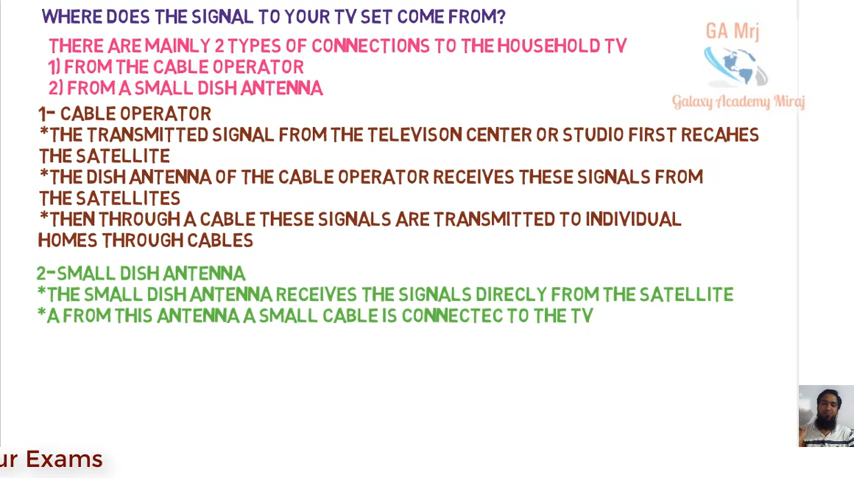 WHERE DOES THE SIGNAL TO YOUR TV SET COME FROM?
THERE ARE MAINLY 2 TYPES OF CONNECTIONS TO THE HOUSEHOLD TV
1) FROM THE CABLE OPERATOR
2) FROM A SMALL DISH ANTENNA
GA Mrj
Galaxy Academy Miraj
1- CABLE OPERATOR
*THE TRANSMITTED SIGNAL FROM THE TELEVISON CENTER OR STUDIO FIRST RECAHES
THE SATELLITE
*THE DISH ANTENNA OF THE CABLE OPERATOR RECEIVES THESE SIGNALS FROM
THE SATELLITES
*THEN THROUGH A CABLE THESE SIGNALS ARE TRANSMITTED TO INDIVIDUAL
HOMES THROUGH CABLES
2-SMALL DISH ANTENNA
*THE SMALL DISH ANTENNA RECEIVES THE SIGNALS DIRECLY FROM THE SATELLITE
*A FROM THIS ANTENNA A SMALL CABLE IS CONNECTEC TO THE TV
ur Exams